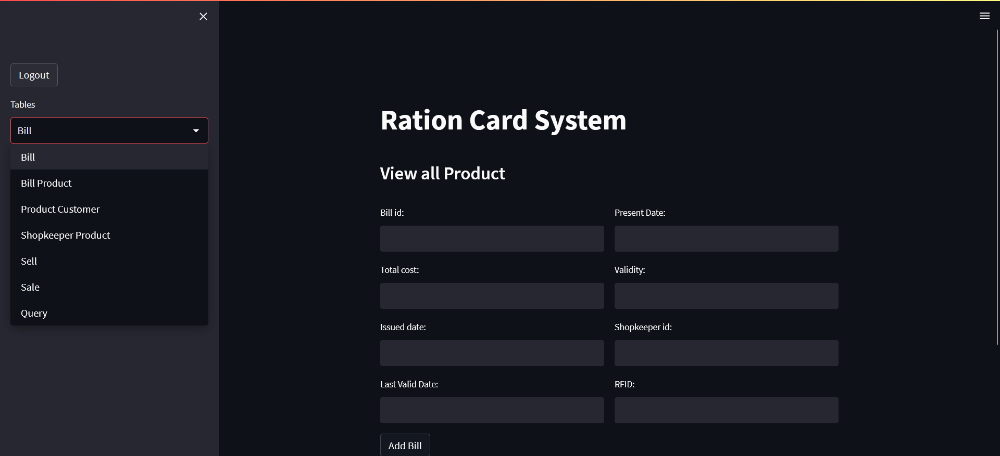 Logout
Tables
Bill
Bill
Bill Product
Product Customer
Shopkeeper Product
Sell
Sale
Query
Ration Card System
View all Product
Bill id:
Present Date:
Total cost:
Validity:
Issued date:
Shopkeeper id:
Last Valid Date:
RFID:
Add Bill